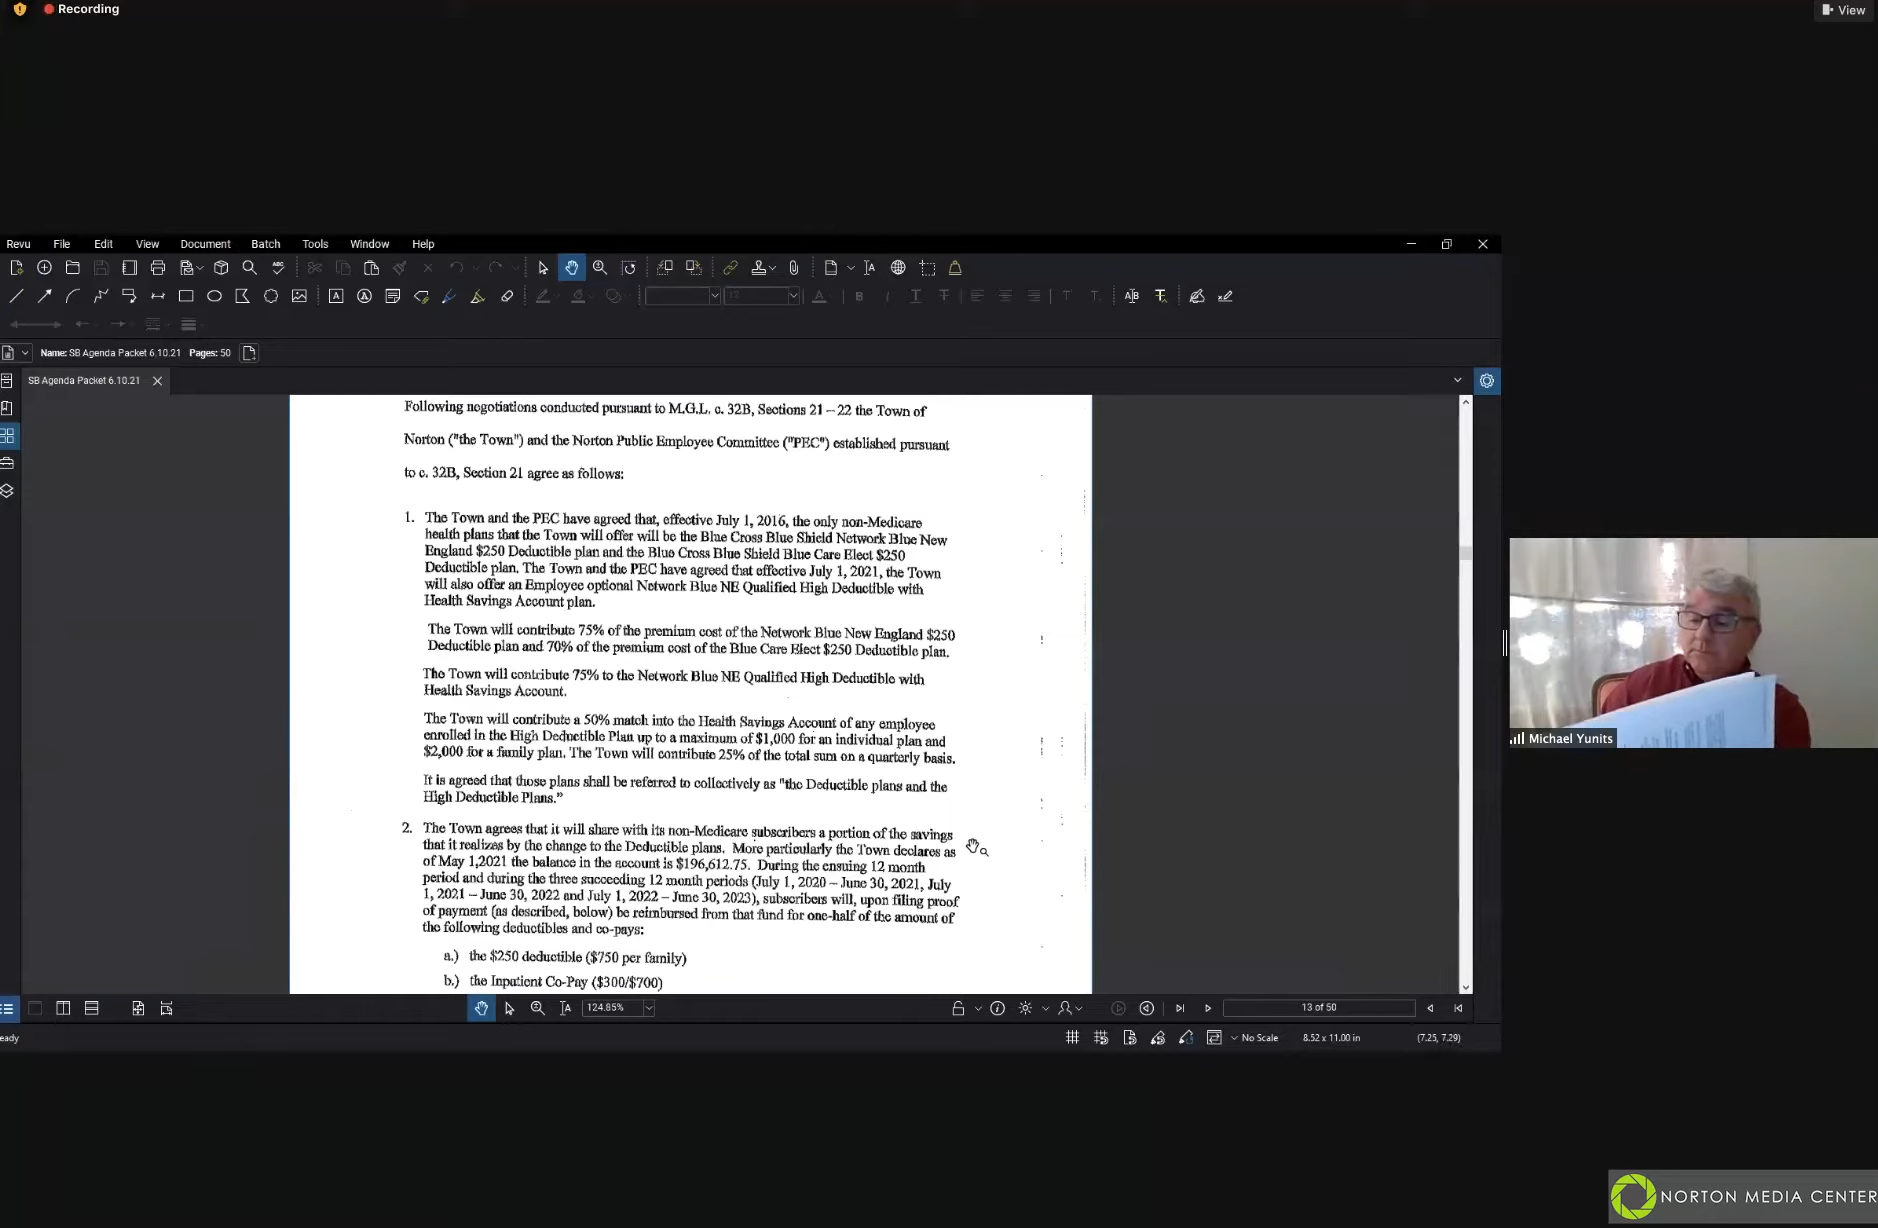 Recording
View
Revu File Edit View Document Batch Tools Window Help
Name: SB Agenda Packet 6.10.21 Pages: 50
SB Agenda Packet 6.10.21
Following negotiations conducted pursuant to M.G.L. c. 32B, Sections 21 – 22 the Town of
Norton ("the Town") and the Norton Public Employee Committee ("PEC") established pursuant
to c. 32B, Section 21 agree as follows:
1. The Town and the PEC have agreed that, effective July 1, 2016, the only non-Medicare
health plans that the Town will offer will be the Blue Cross Blue Shield Network Blue New
England $250 Deductible plan and the Blue Cross Blue Shield Blue Care Elect $250
Deductible plan. The Town and the PEC have agreed that effective July 1, 2021, the Town
will also offer an Employee optional Network Blue NE Qualified High Deductible with
Health Savings Account plan.
The Town will contribute 75% of the premium cost of the Network Blue New England $250
Deductible plan and 70% of the premium cost of the Blue Care Elect $250 Deductible plan.
The Town will contribute 75% to the Network Blue NE Qualified High Deductible with
Health Savings Account.
The Town will contribute a 50% match into the Health Savings Account of any employee
enrolled in the High Deductible Plan up to a maximum of $1,000 for an individual plan and
$2,000 for a family plan. The Town will contribute 25% of the total sum on a quarterly basis.
It is agreed that those plans shall be referred to collectively as "the Deductible plans and the
High Deductible Plans."
2. The Town agrees that it will share with its non-Medicare subscribers a portion of the savings
that it realizes by the change to the Deductible plans. More particularly the Town declares as
of May 1,2021 the balance in the account is $196,612.75. During the ensuing 12 month
period and during the three succeeding 12 month periods (July 1, 2020 – June 30, 2021, July
1, 2021 – June 30, 2022 and July 1, 2022 – June 30, 2023), subscribers will, upon filing proof
of payment (as described, below) be reimbursed from that fund for one-half of the amount of
the following deductibles and co-pays:
a.) the $250 deductible ($750 per family)
b.) the Inpatient Co-Pay ($300/$700)
Michael Yunits
124.85%
13 of 50
eady
No Scale 8.52 x 11.00 in (7.25, 7.29)
NORTON MEDIA CENTER